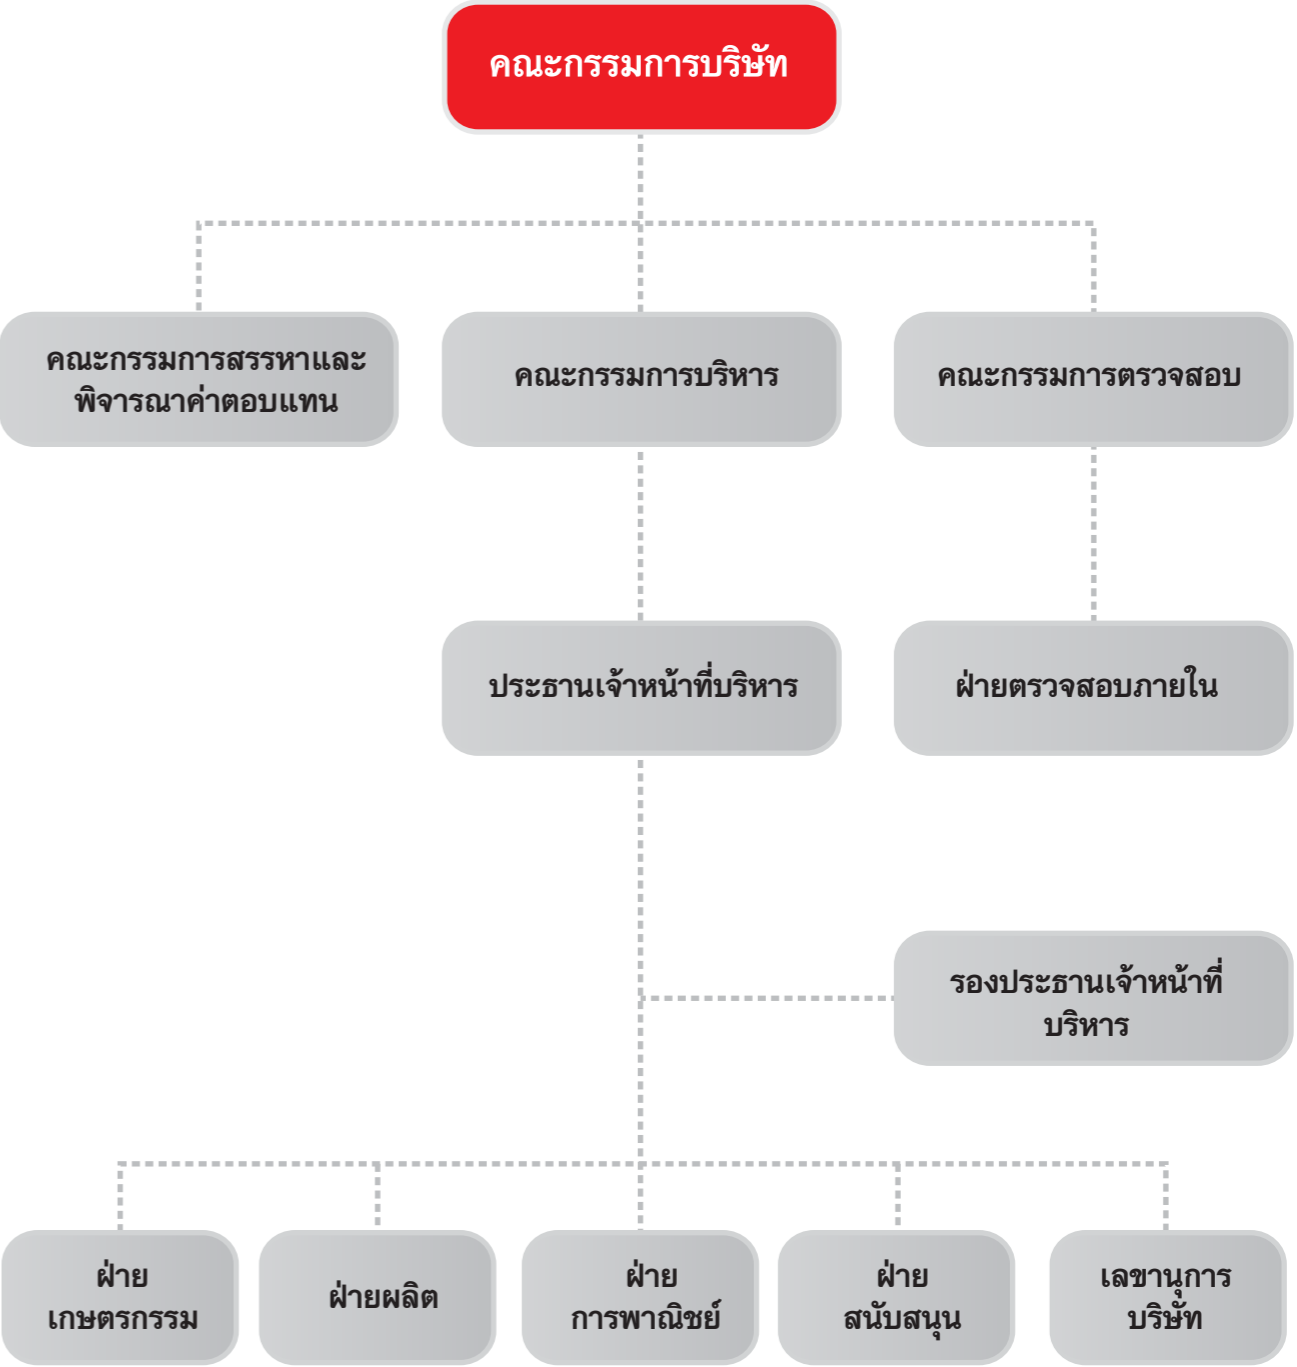 คณะกรรมการบริษัท
คณะกรรมการสรรหาและ
พิจารณาค่าตอบแทน
คณะกรรมการบริหาร
คณะกรรมการตรวจสอบ
ประธานเจ้าหน้าที่บริหาร
ฝ่ายตรวจสอบภายใน
รองประธานเจ้าหน้าที่
บริหาร
ฝ่าย
เกษตรกรรม
ฝ่ายผลิต
ฝ่าย
การพาณิชย์
ฝ่าย
สนับสนุน
เลขานุการ
บริษัท